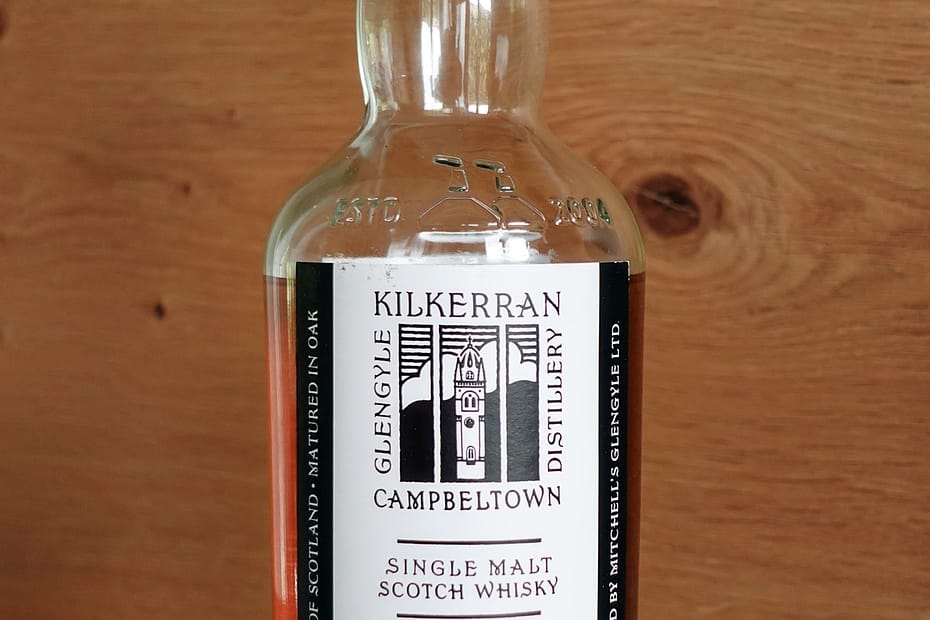 ESTD 2004
KILKERRAN
GLENGYLE
DISTILLERY
CAMPBELTOWN
SINGLE MALT
SCOTCH WHISKY
OF SCOTLAND • MATURED IN OAK
BY MITCHELL'S GLENGYLE LTD.